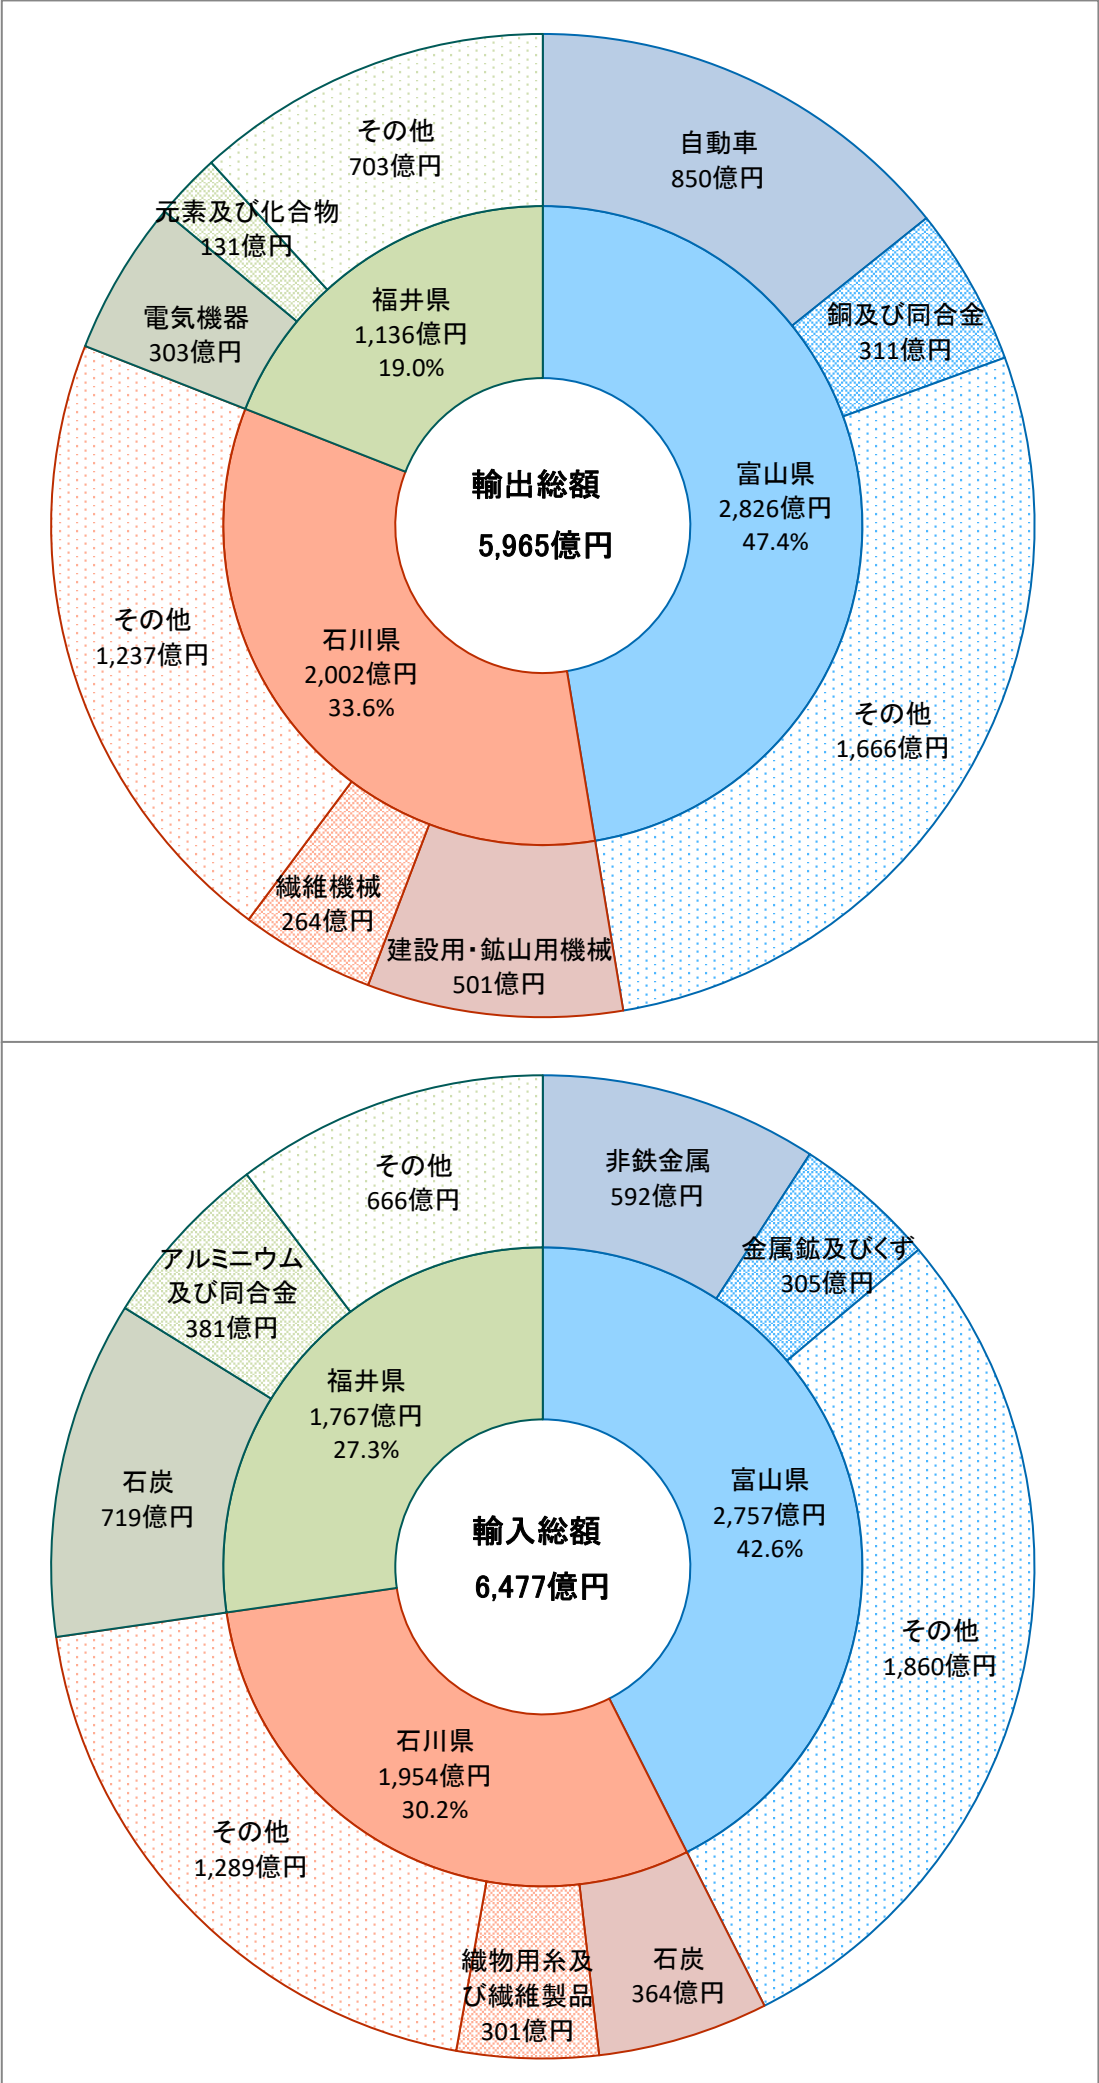 輸出総額
5,965億円
富山県
2,826億円
47.4%
自動車
850億円
銅及び同合金
311億円
その他
1,666億円
石川県
2,002億円
33.6%
建設用・鉱山用機械
501億円
繊維機械
264億円
その他
1,237億円
福井県
1,136億円
19.0%
電気機器
303億円
元素及び化合物
131億円
その他
703億円
輸入総額
6,477億円
富山県
2,757億円
42.6%
非鉄金属
592億円
金属鉱及びくず
305億円
その他
1,860億円
石川県
1,954億円
30.2%
石炭
364億円
織物用糸及
び繊維製品
301億円
その他
1,289億円
福井県
1,767億円
27.3%
石炭
719億円
アルミニウム
及び同合金
381億円
その他
666億円